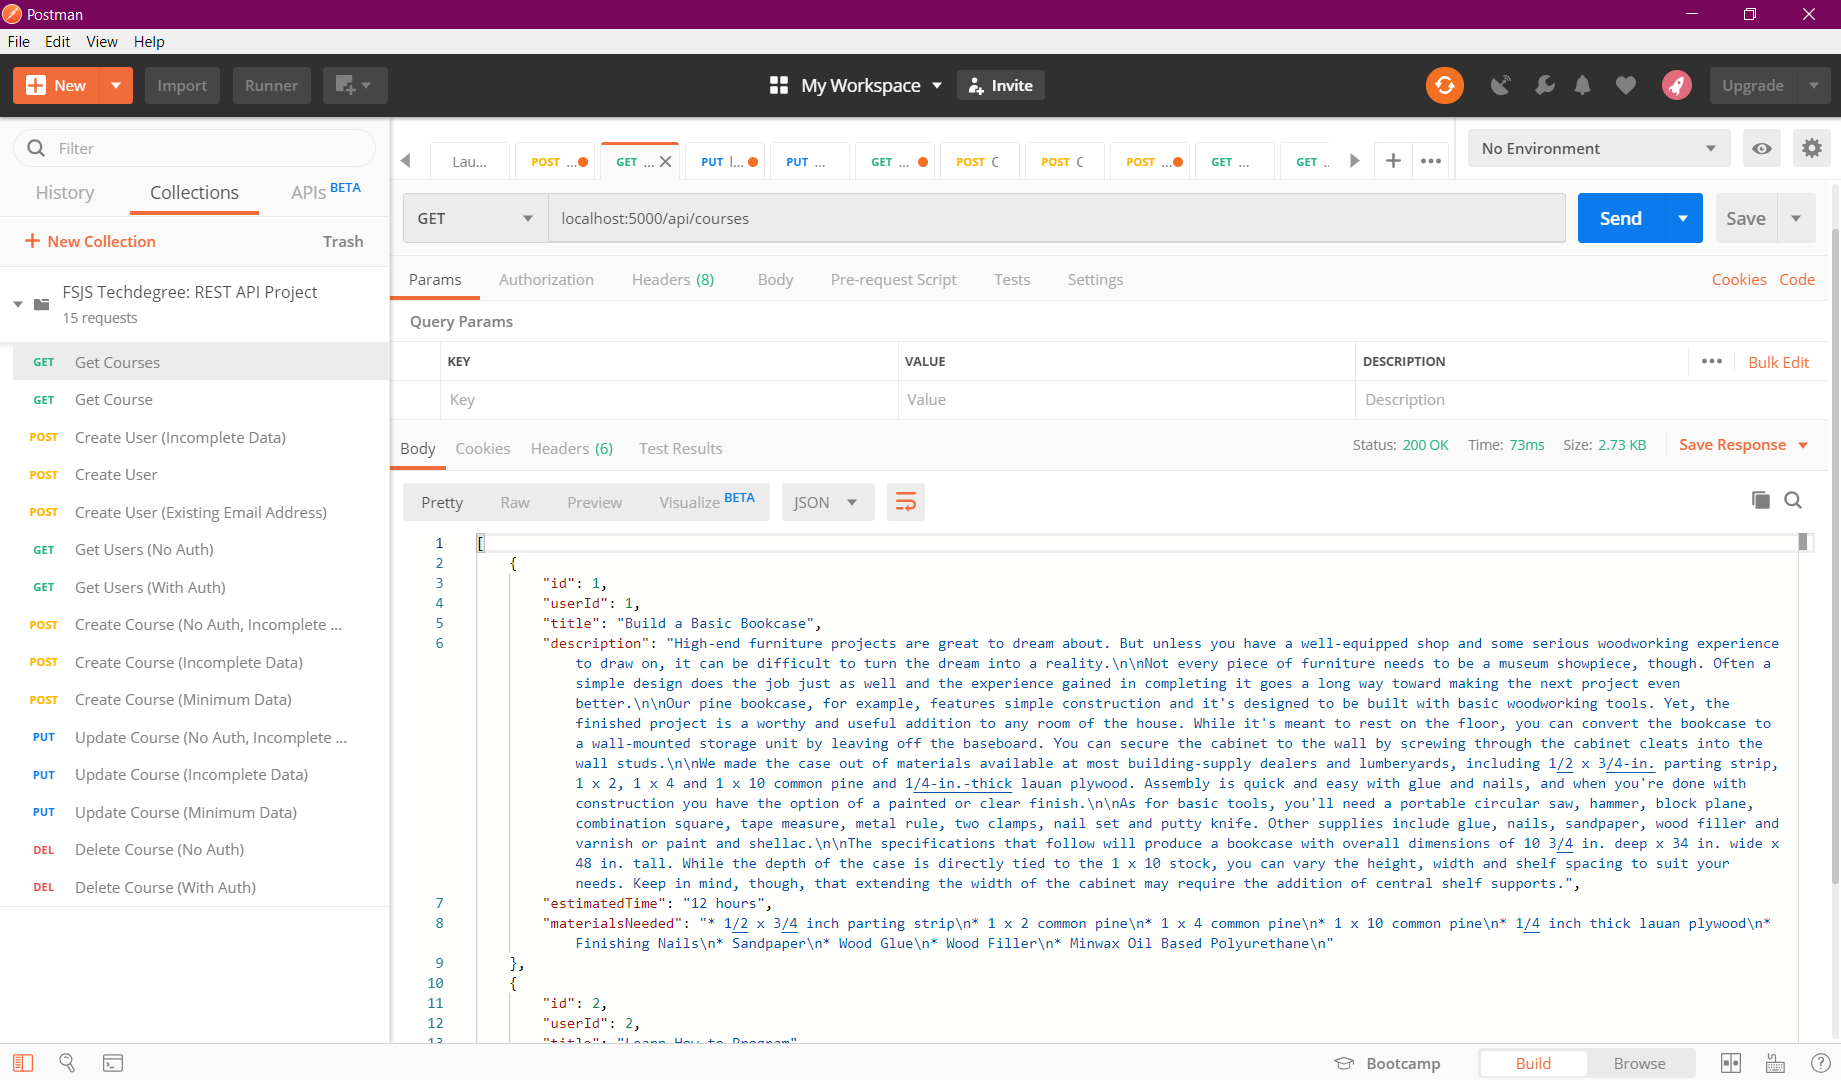 Postman
File Edit View Help
New Import Runner My Workspace Invite Upgrade
Filter
History Collections APIs BETA
New Collection Trash
FSJS Techdegree: REST API Project
15 requests
GET Get Courses
GET Get Course
POST Create User (Incomplete Data)
POST Create User
POST Create User (Existing Email Address)
GET Get Users (No Auth)
GET Get Users (With Auth)
POST Create Course (No Auth, Incomplete ...
POST Create Course (Incomplete Data)
POST Create Course (Minimum Data)
PUT Update Course (No Auth, Incomplete ...
PUT Update Course (Incomplete Data)
PUT Update Course (Minimum Data)
DEL Delete Course (No Auth)
DEL Delete Course (With Auth)
Lau... POST ... GET ... PUT I... PUT ... GET ... POST C POST C POST ... GET ... GET .. No Environment
GET localhost:5000/api/courses Send Save
Params Authorization Headers (8) Body Pre-request Script Tests Settings Cookies Code
Query Params
KEY VALUE DESCRIPTION Bulk Edit
Key Value Description
Body Cookies Headers (6) Test Results Status: 200 OK Time: 73ms Size: 2.73 KB Save Response
Pretty Raw Preview Visualize BETA JSON
1 [
2 {
3 "id": 1,
4 "userId": 1,
5 "title": "Build a Basic Bookcase",
6 "description": "High-end furniture projects are great to dream about. But unless you have a well-equipped shop and some serious woodworking experience
to draw on, it can be difficult to turn the dream into a reality.\n\nNot every piece of furniture needs to be a museum showpiece, though. Often a
simple design does the job just as well and the experience gained in completing it goes a long way toward making the next project even
better.\n\nOur pine bookcase, for example, features simple construction and it's designed to be built with basic woodworking tools. Yet, the
finished project is a worthy and useful addition to any room of the house. While it's meant to rest on the floor, you can convert the bookcase to
a wall-mounted storage unit by leaving off the baseboard. You can secure the cabinet to the wall by screwing through the cabinet cleats into the
wall studs.\n\nWe made the case out of materials available at most building-supply dealers and lumberyards, including 1/2 x 3/4-in. parting strip,
1 x 2, 1 x 4 and 1 x 10 common pine and 1/4-in.-thick lauan plywood. Assembly is quick and easy with glue and nails, and when you're done with
construction you have the option of a painted or clear finish.\n\nAs for basic tools, you'll need a portable circular saw, hammer, block plane,
combination square, tape measure, metal rule, two clamps, nail set and putty knife. Other supplies include glue, nails, sandpaper, wood filler and
varnish or paint and shellac.\n\nThe specifications that follow will produce a bookcase with overall dimensions of 10 3/4 in. deep x 34 in. wide x
48 in. tall. While the depth of the case is directly tied to the 1 x 10 stock, you can vary the height, width and shelf spacing to suit your
needs. Keep in mind, though, that extending the width of the cabinet may require the addition of central shelf supports.",
7 "estimatedTime": "12 hours",
8 "materialsNeeded": "* 1/2 x 3/4 inch parting strip\n* 1 x 2 common pine\n* 1 x 4 common pine\n* 1 x 10 common pine\n* 1/4 inch thick lauan plywood\n*
Finishing Nails\n* Sandpaper\n* Wood Glue\n* Wood Filler\n* Minwax Oil Based Polyurethane\n"
9 },
10 {
11 "id": 2,
12 "userId": 2,
13 "title": "Learn How to Program"
Bootcamp Build Browse